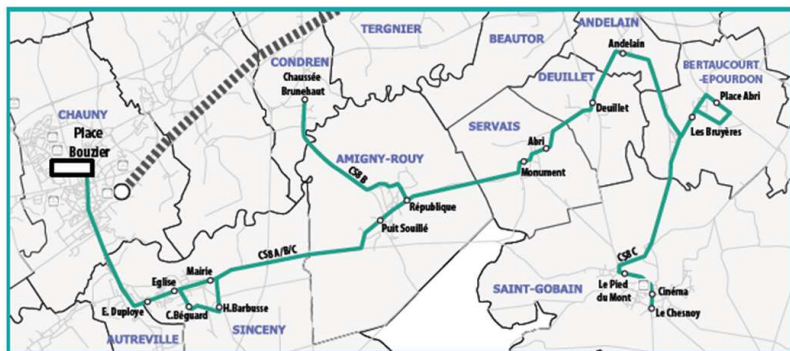 TERGNIER
ANDELAIN
BEAUTOR
Andelain
CONDREN
Chaussée
Brunehaut
DEUILLET
BERTAUCOURT
-EPOURDON
Place Abri
CHAUNY
Place
Bouzier
Deuillet
Les Bruyères
SERVAIS
Abri
Monument
AMIGNY-ROUY
CS8 B
République
Puit Souillé
CS8 A/B/C
CS8 C
Mairie
Eglise
E. Duploye
C.Béguard
H.Barbusse
AUTREVILLE
SINCENY
SAINT-GOBAIN
Le Pied
du Mont
Cinéma
Le Chesnoy